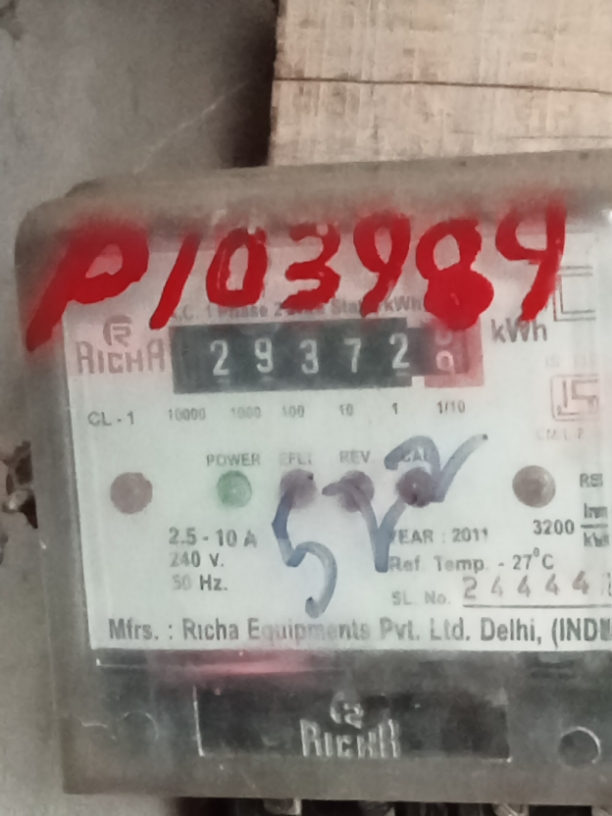 P103989
RICHA
2 9 3 7 2
kWh
CL - 1 10000 1000 100 10 1 1/10
POWER REV CAL
2.5 - 10 A
240 V.
50 Hz.
YEAR : 2011
3200
Ref. Temp. - 27°C
SL. No. 24444
Mfrs. : Richa Equipments Pvt. Ltd. Delhi,
RICHA